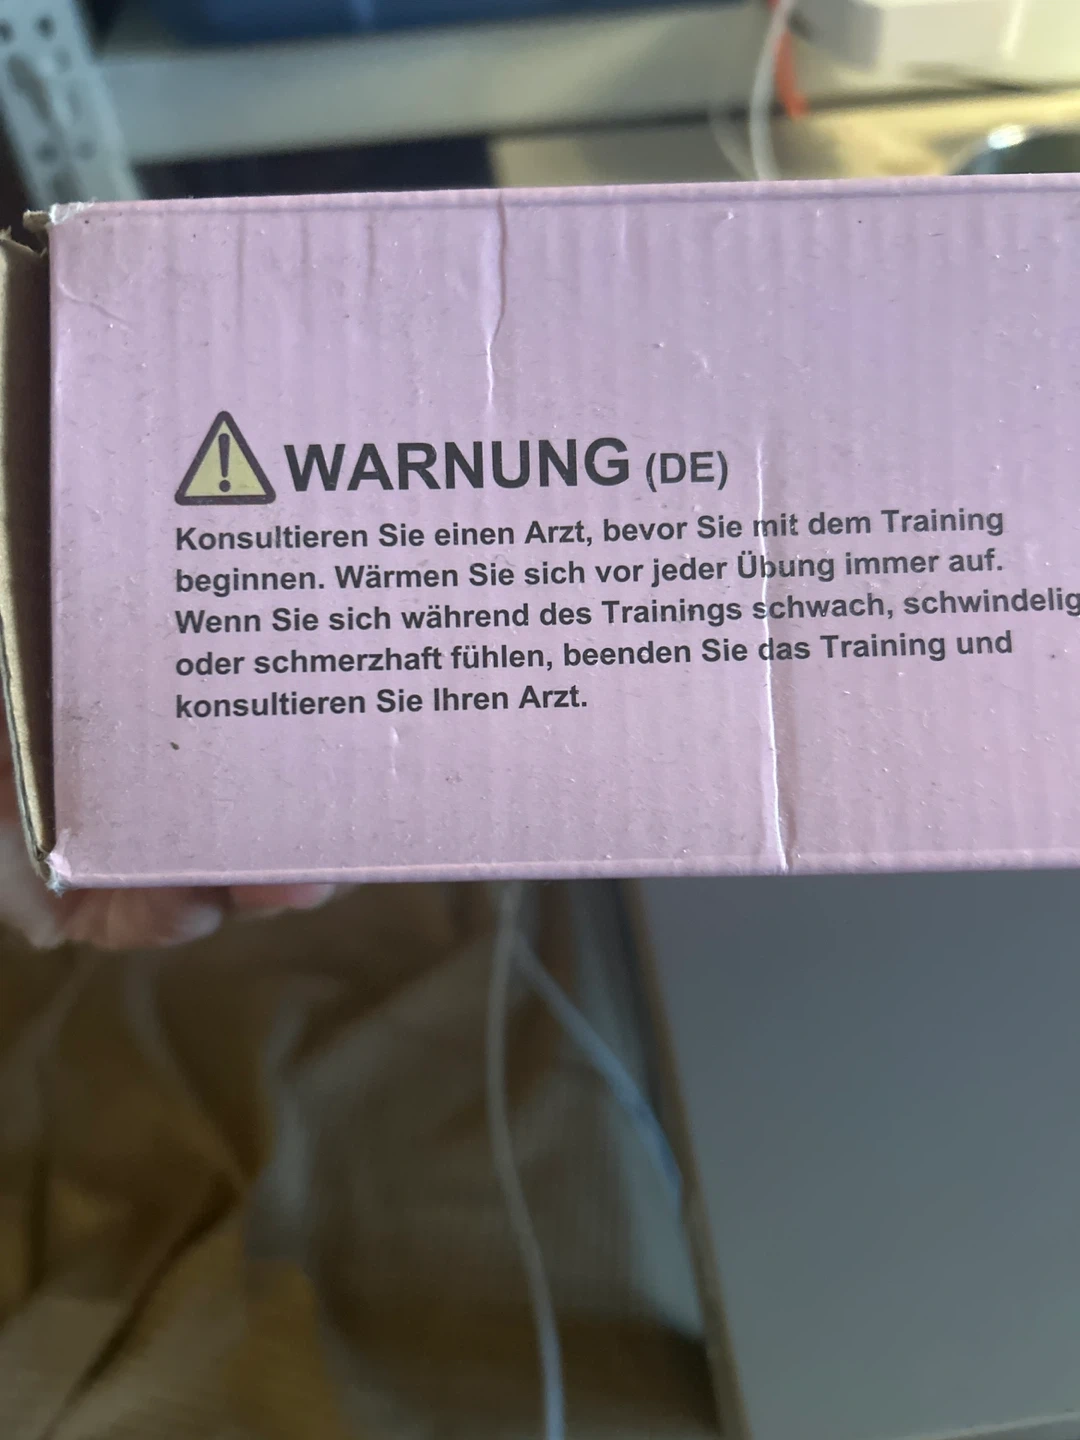 WARNUNG (DE)
Konsultieren Sie einen Arzt, bevor Sie mit dem Training
beginnen. Wärmen Sie sich vor jeder Übung immer auf.
Wenn Sie sich während des Trainings schwach, schwindelig
oder schmerzhaft fühlen, beenden Sie das Training und
konsultieren Sie Ihren Arzt.